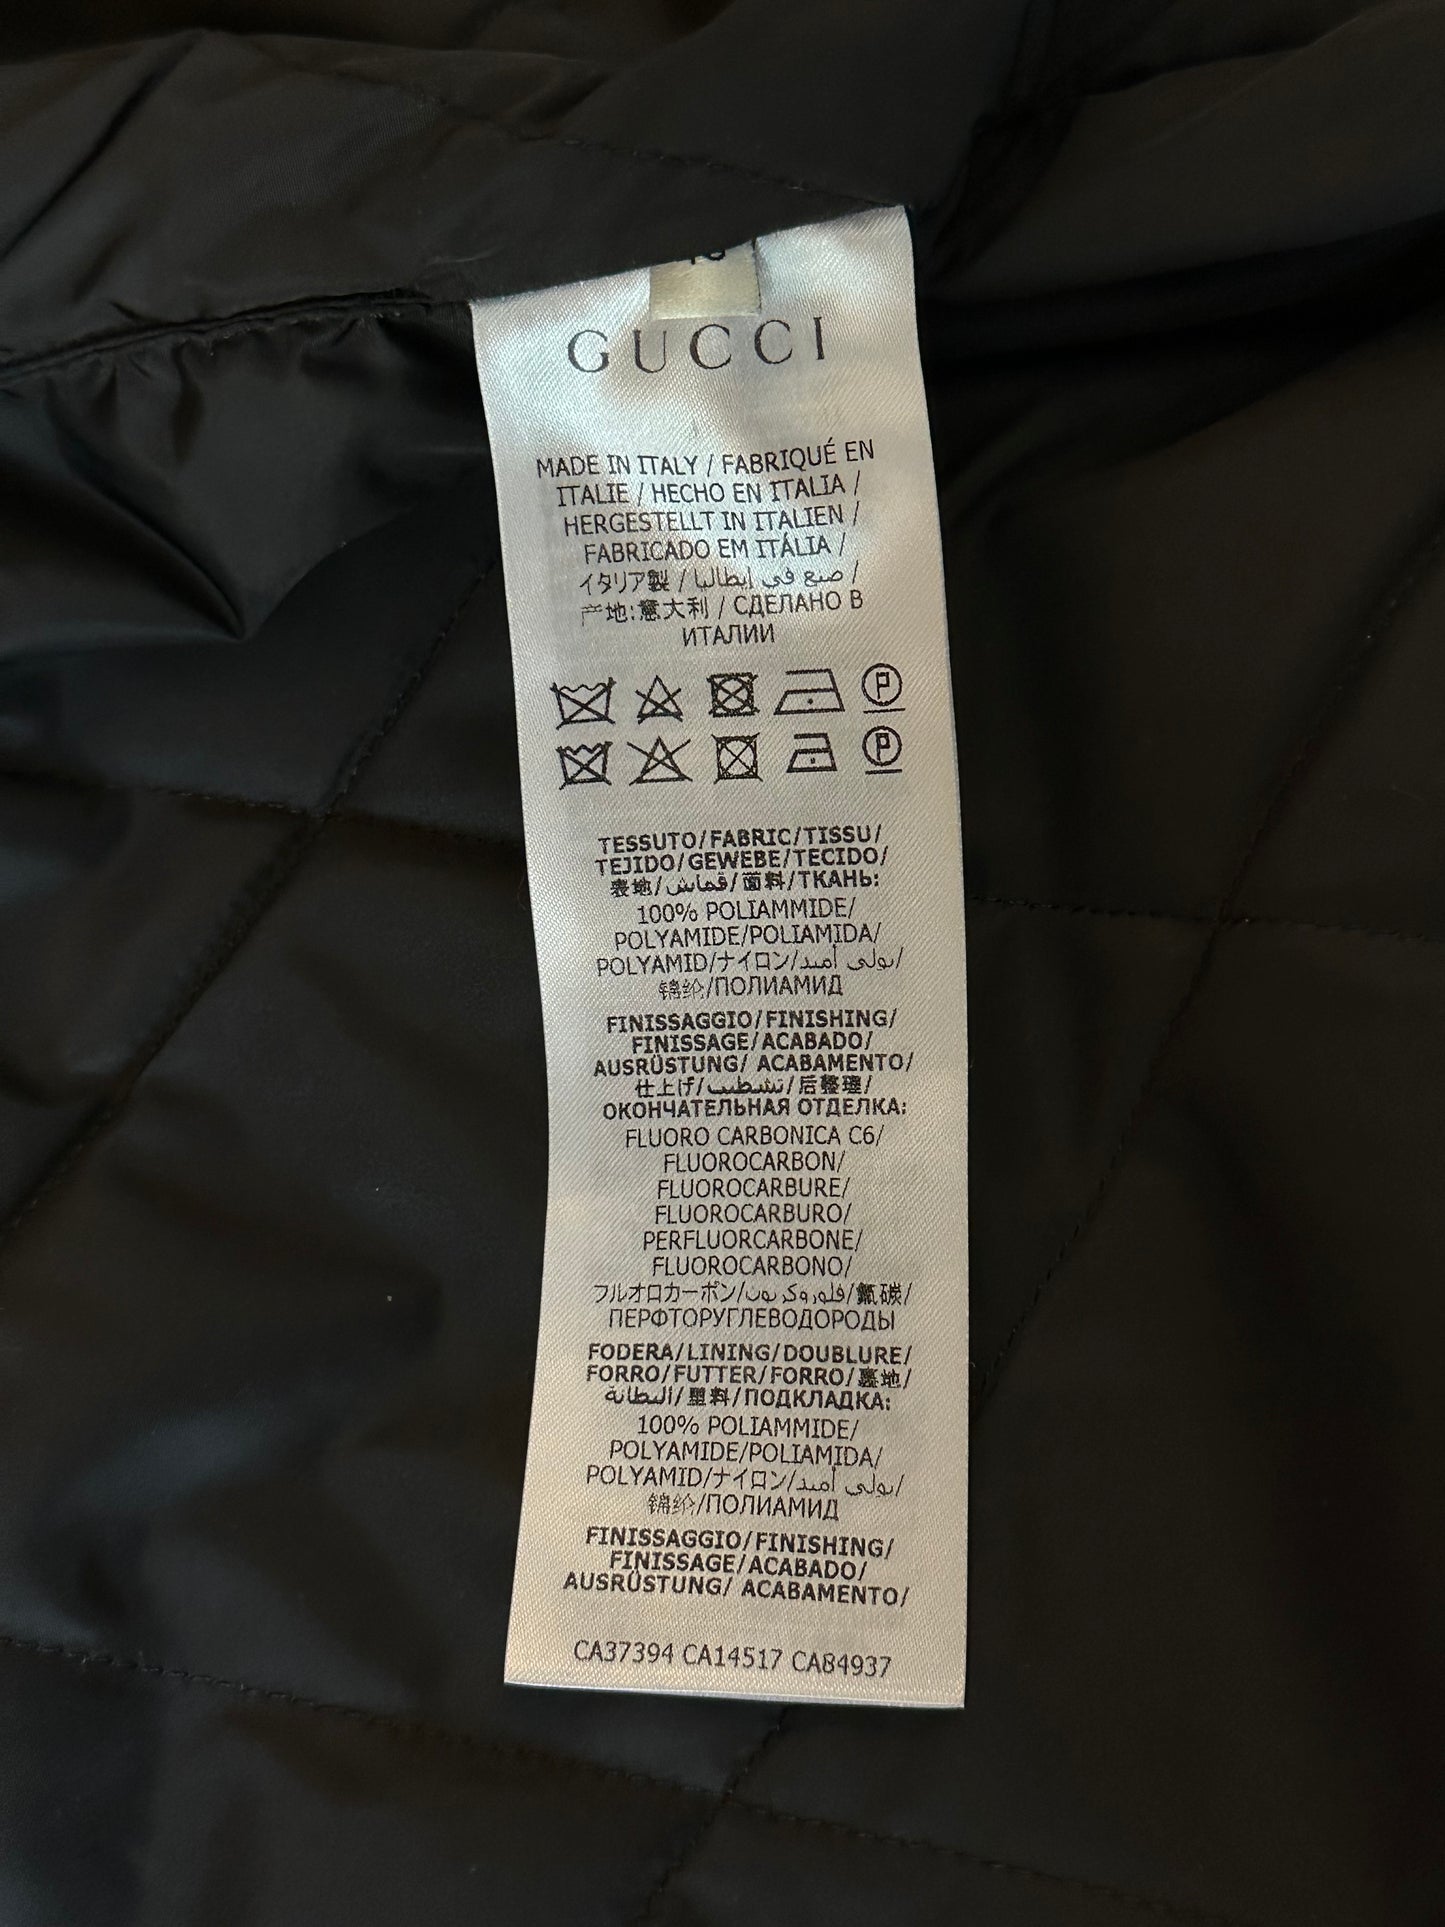 GUCCI
MADE IN ITALY / FABRIQUÉ EN
ITALIE / HECHO EN ITALIA /
HERGESTELLT IN ITALIEN /
FABRICADO EM ITÁLIA /
イタリア製 / صنع في إيطاليا /
产地:意大利 / СДЕЛАНО В
ИТАЛИИ
TESSUTO/FABRIC/TISSU/
TEJIDO/GEWEBE/TECIDO/
表地/قماش/面料/ТКАНЬ:
100% POLIAMMIDE/
POLYAMIDE/POLIAMIDA/
POLYAMID/ナイロン/بولي أميد/
锦纶/ПОЛИАМИД
FINISSAGGIO/FINISHING/
FINISSAGE/ACABADO/
AUSRÜSTUNG/ ACABAMENTO/
仕上げ/تشطيب/后整理/
ОКОНЧАТЕЛЬНАЯ ОТДЕЛКА:
FLUORO CARBONICA C6/
FLUOROCARBON/
FLUOROCARBURE/
FLUOROCARBURO/
PERFLUORCARBONE/
FLUOROCARBONO/
フルオロカーボン/فلوروكربون/氟碳/
ПЕРФТОРУГЛЕВОДОРОДЫ
FODERA/LINING/DOUBLURE/
FORRO/FUTTER/FORRO/裏地/
البطانة/里料/ПОДКЛАДКА:
100% POLIAMMIDE/
POLYAMIDE/POLIAMIDA/
POLYAMID/ナイロン/بولي أميد/
锦纶/ПОЛИАМИД
FINISSAGGIO/FINISHING/
FINISSAGE/ACABADO/
AUSRÜSTUNG/ ACABAMENTO/
CA37394 CA14517 CA84937